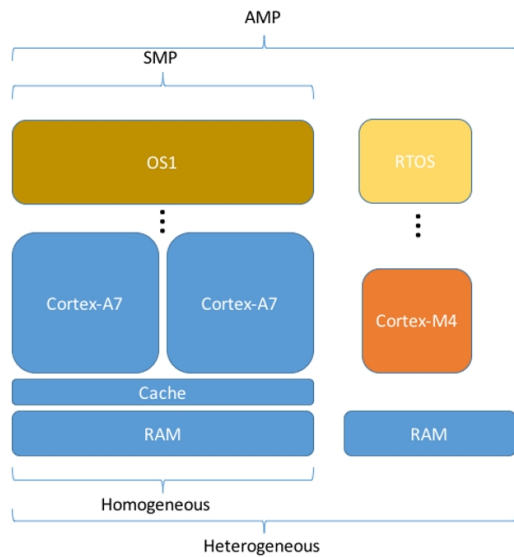 AMP
SMP
OS1
RTOS
Cortex-A7
Cortex-A7
Cortex-M4
Cache
RAM
RAM
Homogeneous
Heterogeneous